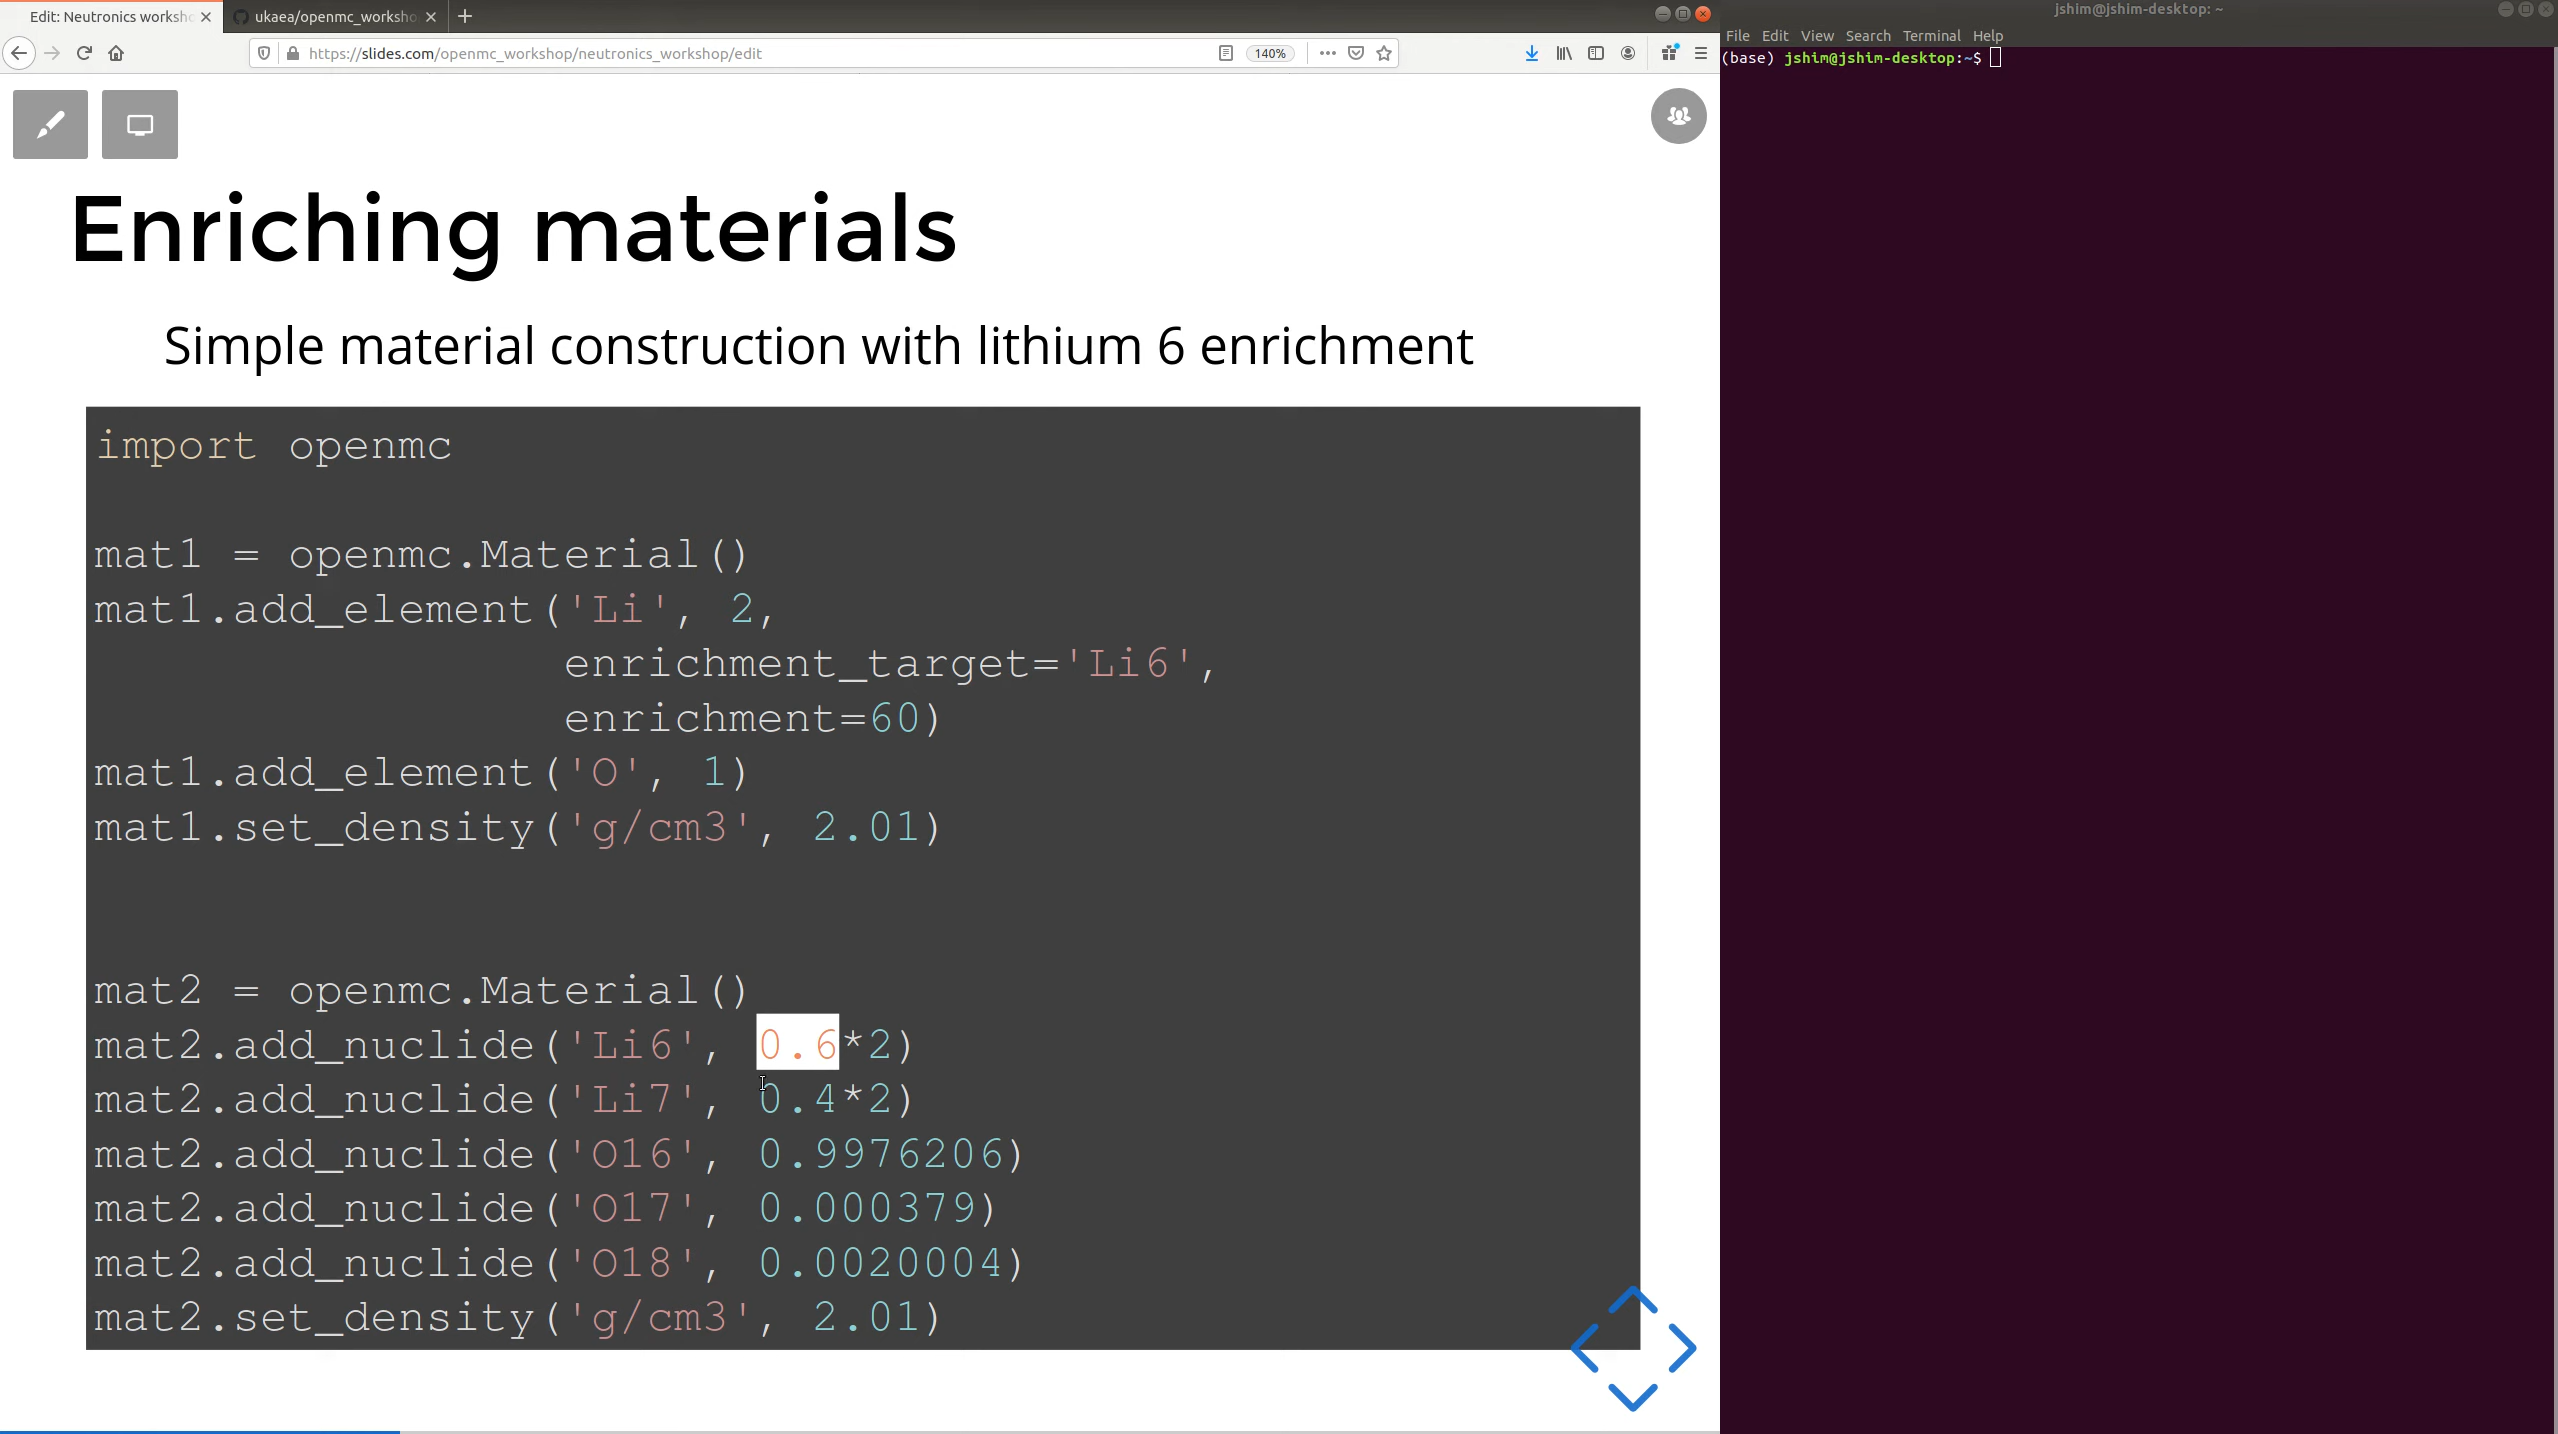 Edit: Neutronics worksho
ukaea/openmc_worksho
https://slides.com/openmc_workshop/neutronics_workshop/edit
140%
jshim@jshim-desktop: ~
File Edit View Search Terminal Help
(base) jshim@jshim-desktop:~$
Enriching materials
Simple material construction with lithium 6 enrichment
import openmc
mat1 = openmc.Material()
mat1.add_element('Li', 2,
enrichment_target='Li6',
enrichment=60)
mat1.add_element('O', 1)
mat1.set_density('g/cm3', 2.01)
mat2 = openmc.Material()
mat2.add_nuclide('Li6', 0.6*2)
mat2.add_nuclide('Li7', 0.4*2)
mat2.add_nuclide('O16', 0.9976206)
mat2.add_nuclide('O17', 0.000379)
mat2.add_nuclide('O18', 0.0020004)
mat2.set_density('g/cm3', 2.01)